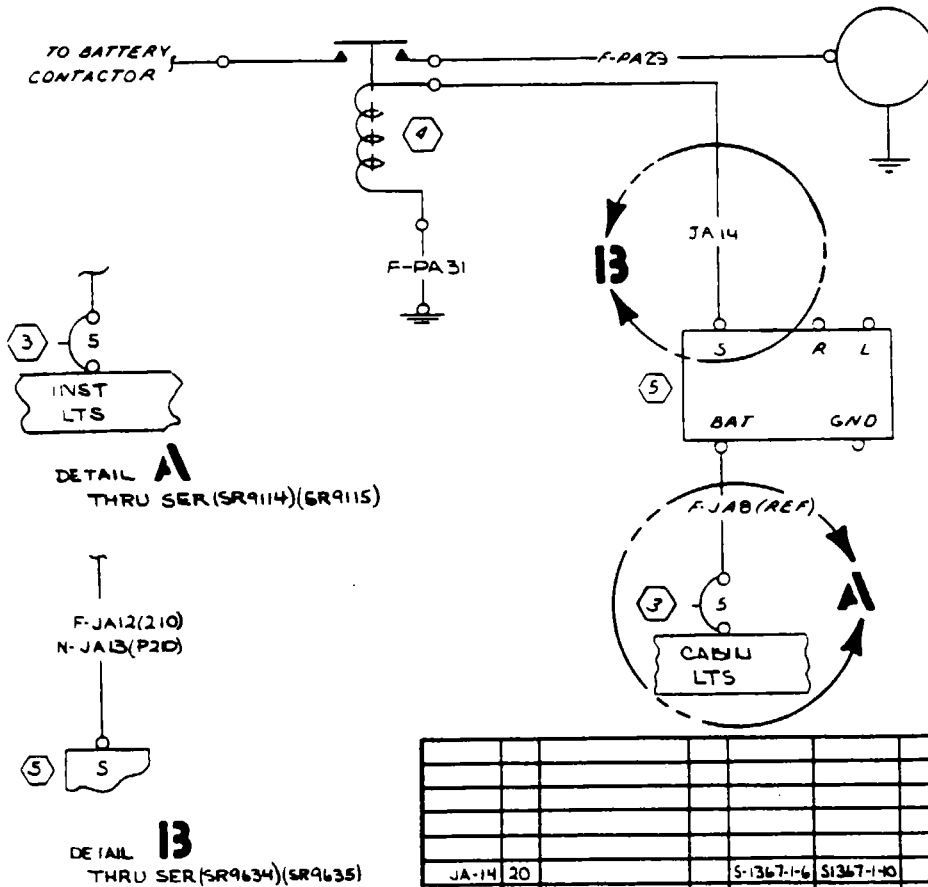 TO BATTERY
CONTACTOR
F-PA29
4
F-PA31
JA14
B
3
S
INST
LTS
S R L
5
BAT GND
DETAIL A
THRU SER(SR9114)(SR9115)
F-JA8(REF)
A
3
S
CABIN
LTS
F-JA12(210)
N-JA13(P210)
5
S
DETAIL B
THRU SER(SR9634)(SR9635)
JA-14 20 S-1367-1-6 S1367-1-10